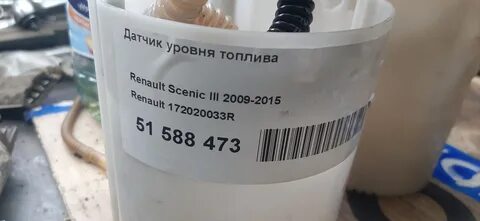 Датчик уровня топлива
Renault Scenic III 2009-2015
Renault 172020033R
51 588 473